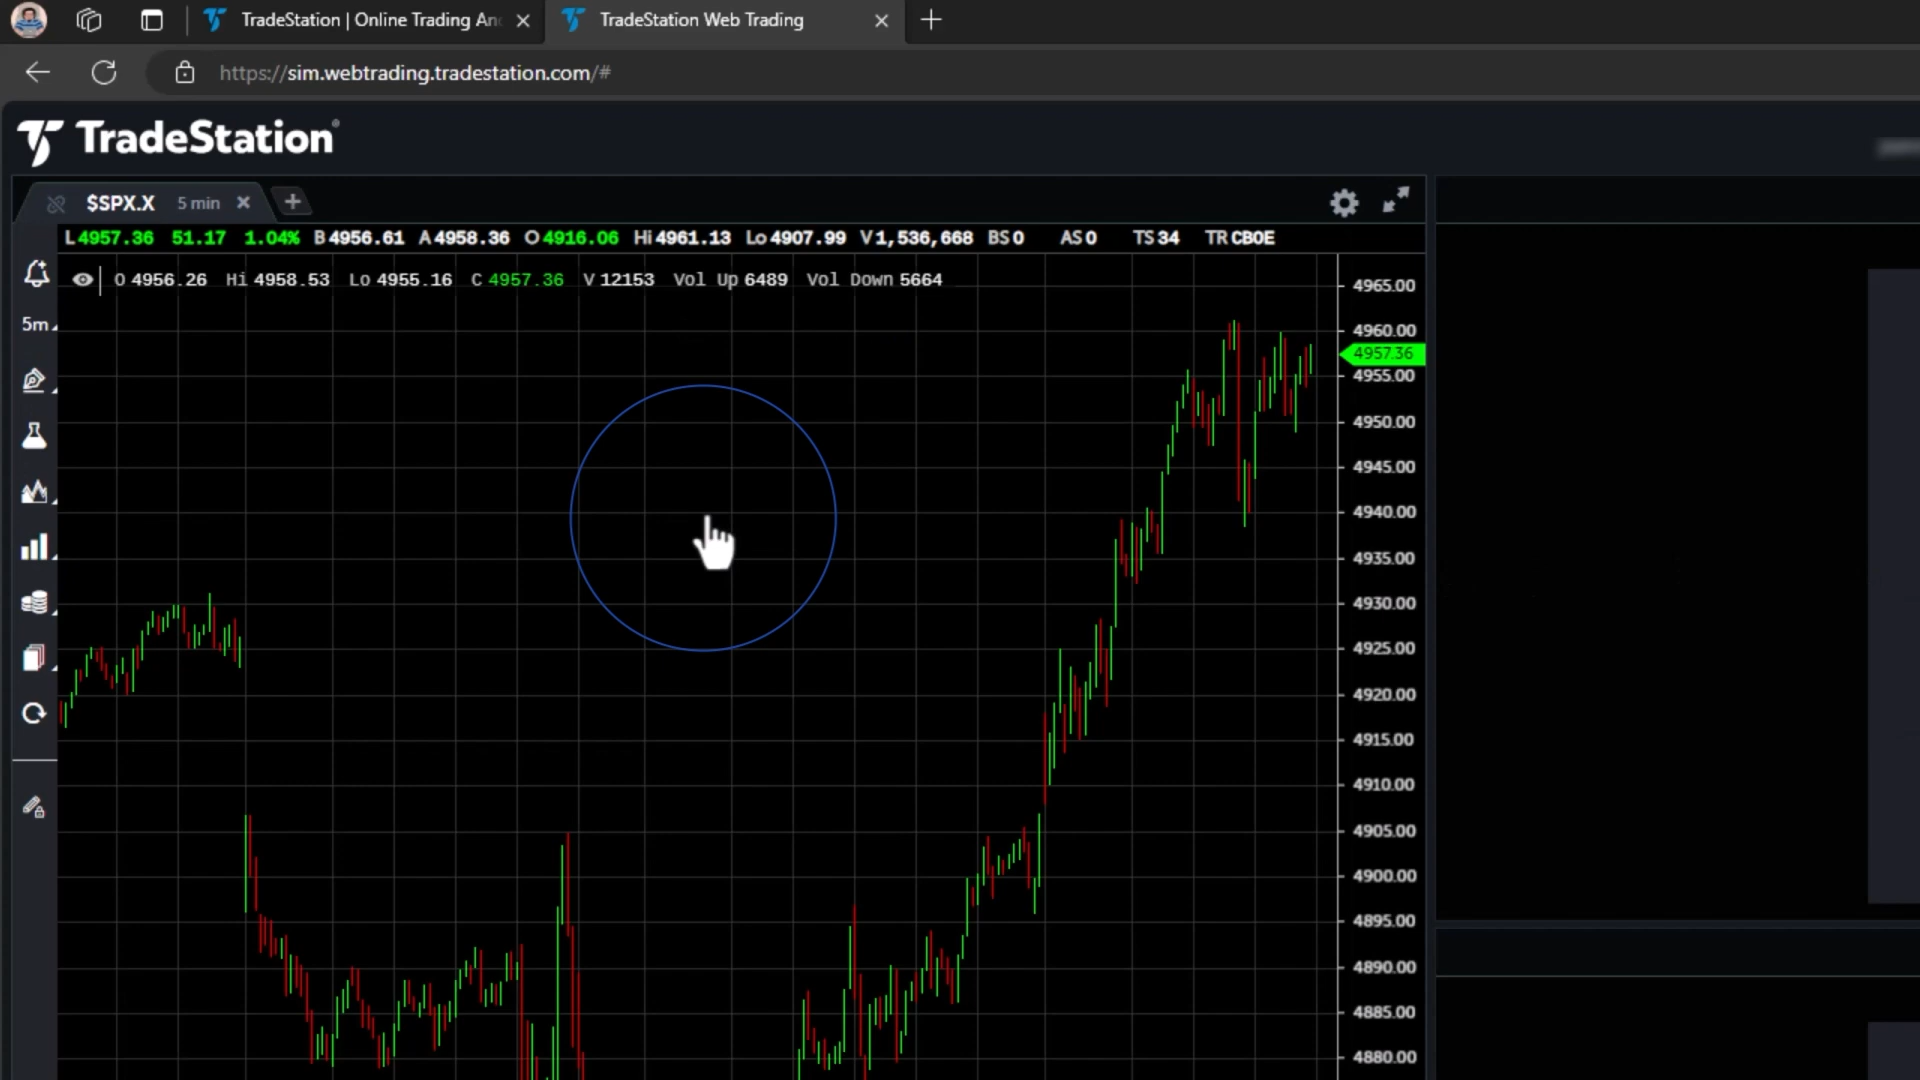 TradeStation | Online Trading An
TradeStation Web Trading
https://sim.webtrading.tradestation.com/#
TradeStation
$SPX.X 5 min
L 4957.36 51.17 1.04% B 4956.61 A 4958.36 O 4916.06 Hi 4961.13 Lo 4907.99 V 1,536,668 BS 0 AS 0 TS 34 TR CBOE
O 4956.26 Hi 4958.53 Lo 4955.16 C 4957.36 V 12153 Vol Up 6489 Vol Down 5664
5m
4965.00
4960.00
4957.36
4955.00
4950.00
4945.00
4940.00
4935.00
4930.00
4925.00
4920.00
4915.00
4910.00
4905.00
4900.00
4895.00
4890.00
4885.00
4880.00